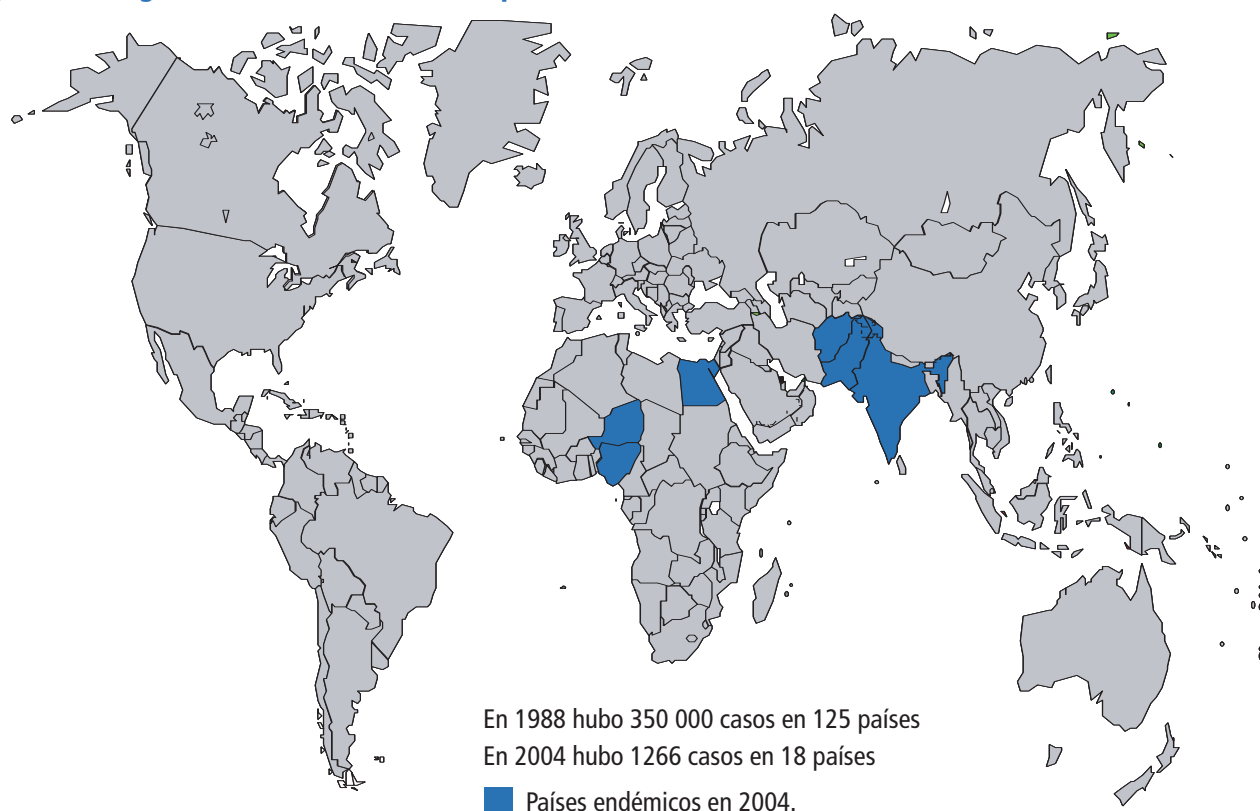 En 1988 hubo 350 000 casos en 125 países
En 2004 hubo 1266 casos en 18 países
Países endémicos en 2004.